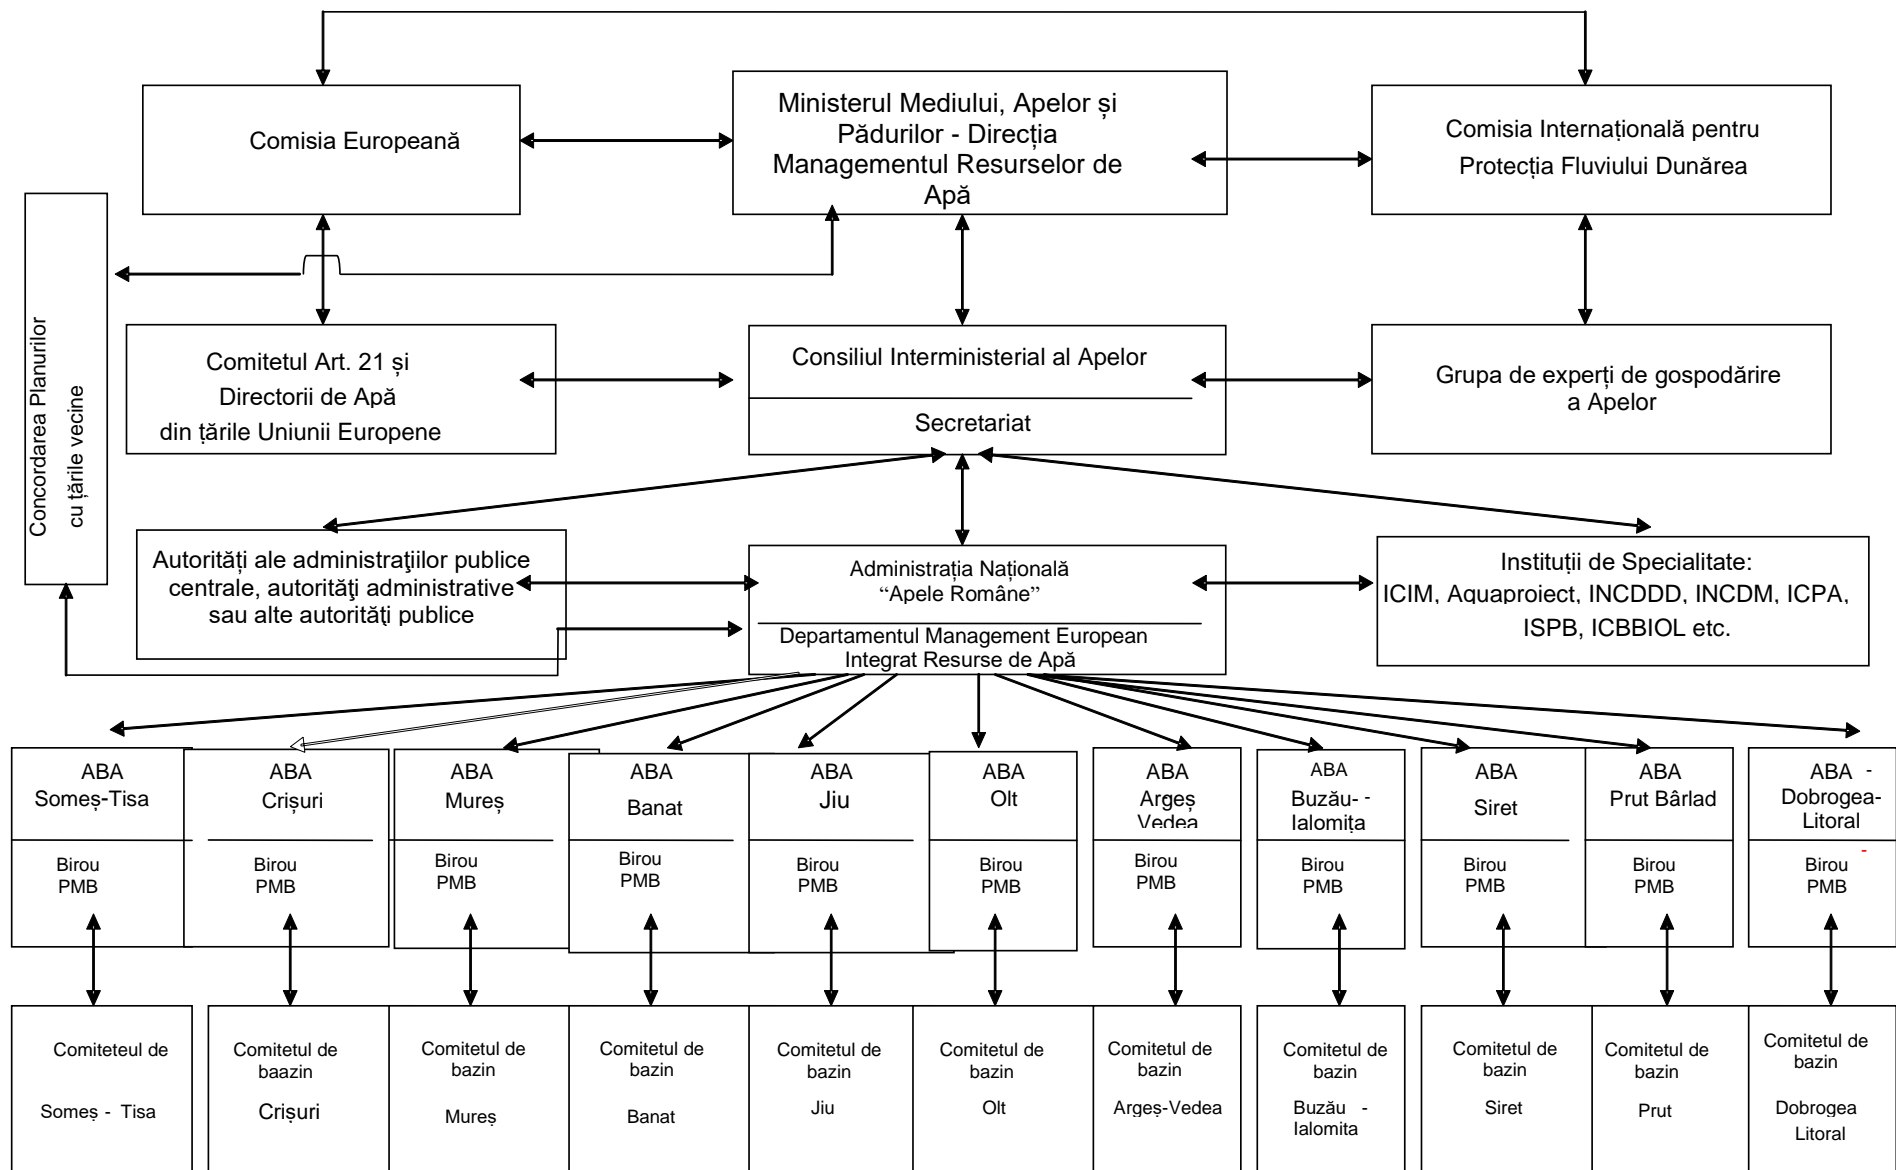 Comisia Europeană
Ministerul Mediului, Apelor și
Pădurilor - Direcția
Managementul Resurselor de
Apă
Comisia Internațională pentru
Protecția Fluviului Dunărea
Concordarea Planurilor
cu țările vecine
Comitetul Art. 21 și
Directorii de Apă
din țările Uniunii Europene
Consiliul Interministerial al Apelor
Secretariat
Grupa de experți de gospodărire
a Apelor
Autorități ale administraţiilor publice
centrale, autorităţi administrative
sau alte autorităţi publice
Administrația Națională
“Apele Române”
Departamentul Management European
Integrat Resurse de Apă
Instituții de Specialitate:
ICIM, Aquaproiect, INCDDD, INCDM, ICPA,
ISPB, ICBBIOL etc.
ABA
Someș-Tisa
Birou
PMB
ABA
Crișuri
Birou
PMB
ABA
Mureș
Birou
PMB
ABA
Banat
Birou
PMB
ABA
Jiu
Birou
PMB
ABA
Olt
Birou
PMB
ABA
Argeș
Vedea
Birou
PMB
ABA
Buzău- -
Ialomița
Birou
PMB
ABA
Siret
Birou
PMB
ABA
Prut Bârlad
Birou
PMB
ABA -
Dobrogea-
Litoral
-
Birou
PMB
Comiteteul de
Someș - Tisa
Comitetul de
baazin
Crișuri
Comitetul de
bazin
Mureș
Comitetul de
bazin
Banat
Comitetul de
bazin
Jiu
Comitetul de
bazin
Olt
Comitetul de
bazin
Argeș-Vedea
Comitetul de
bazin
Buzău -
Ialomita
Comitetul de
bazin
Siret
Comitetul de
bazin
Prut
Comitetul de
bazin
Dobrogea
Litoral